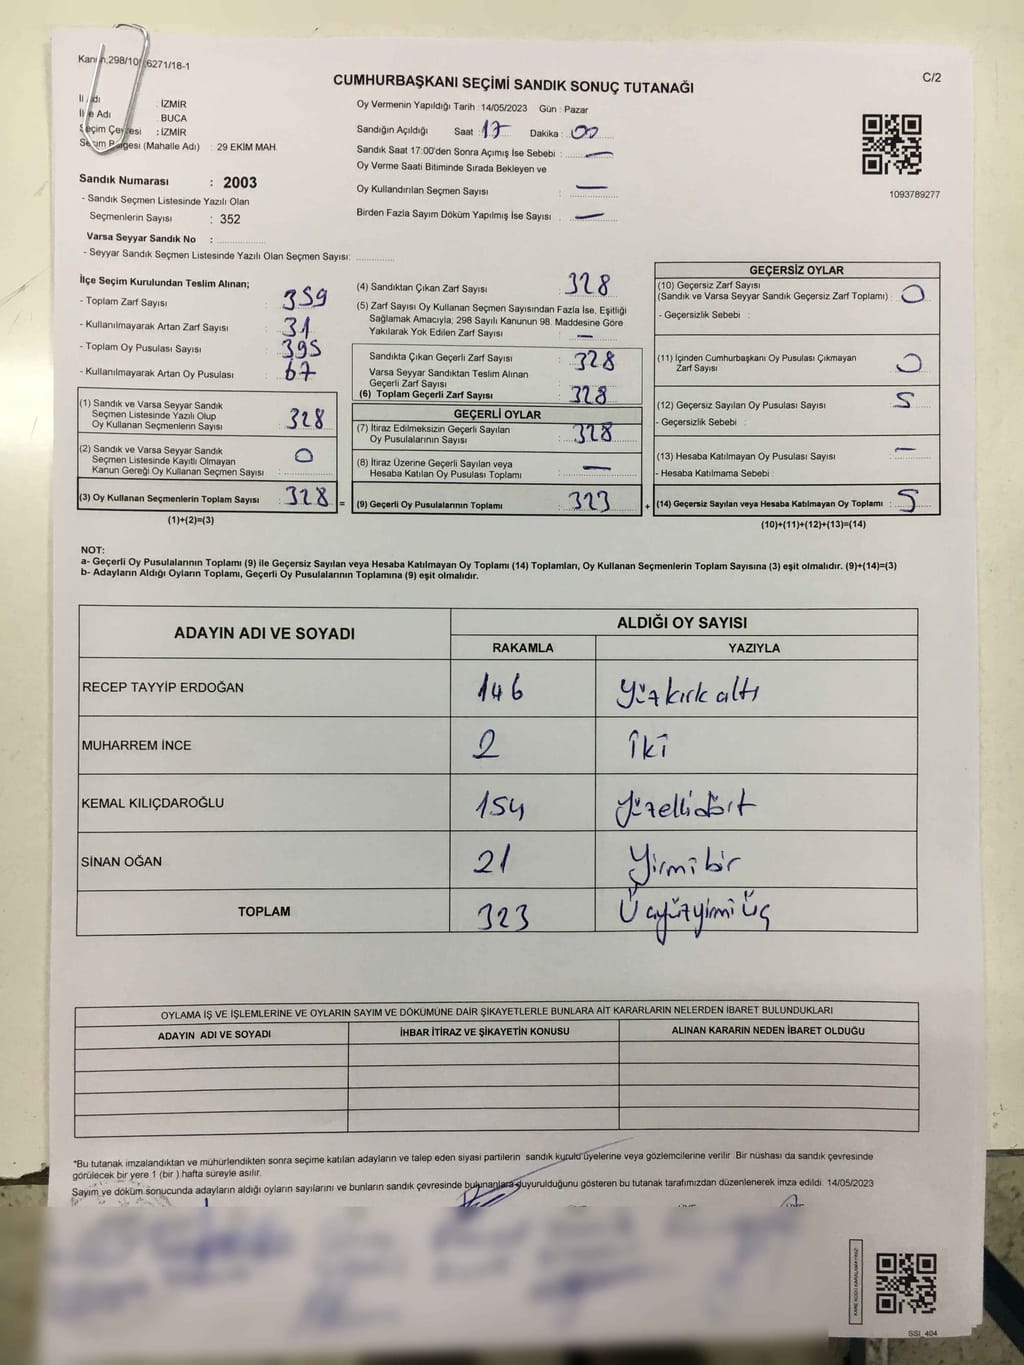 Kanun:298/10 6271/18-1
CUMHURBAŞKANI SEÇİMİ SANDIK SONUÇ TUTANAĞI
C/2
İl Adı : İZMİR
İlçe Adı : BUCA
Seçim Çevresi : İZMİR
Seçim Bölgesi (Mahalle Adı) : 29 EKİM MAH.
Sandık Numarası : 2003
- Sandık Seçmen Listesinde Yazılı Olan
Seçmenlerin Sayısı : 352
Varsa Seyyar Sandık No :
- Seyyar Sandık Seçmen Listesinde Yazılı Olan Seçmen Sayısı:
Oy Vermenin Yapıldığı Tarih : 14/05/2023 Gün : Pazar
Sandığın Açıldığı Saat : 17 Dakika : 00
Sandık Saat 17:00'den Sonra Açımış İse Sebebi : —
Oy Verme Saati Bitiminde Sırada Bekleyen ve
Oy Kullandırılan Seçmen Sayısı : —
Birden Fazla Sayım Döküm Yapılmış İse Sayısı : —
1093789277
İlçe Seçim Kurulundan Teslim Alınan;
- Toplam Zarf Sayısı : 359
- Kullanılmayarak Artan Zarf Sayısı : 31
- Toplam Oy Pusulası Sayısı : 395
- Kullanılmayarak Artan Oy Pusulası : 67
(1) Sandık ve Varsa Seyyar Sandık
Seçmen Listesinde Yazılı Olup
Oy Kullanan Seçmenlerin Sayısı : 328
(2) Sandık ve Varsa Seyyar Sandık
Seçmen Listesinde Kayıtlı Olmayan
Kanun Gereği Oy Kullanan Seçmen Sayısı : 0
(3) Oy Kullanan Seçmenlerin Toplam Sayısı : 328 =
(1)+(2)=(3)
(4) Sandıktan Çıkan Zarf Sayısı : 328
(5) Zarf Sayısı Oy Kullanan Seçmen Sayısından Fazla İse, Eşitliği
Sağlamak Amacıyla; 298 Sayılı Kanunun 98. Maddesine Göre
Yakılarak Yok Edilen Zarf Sayısı : —
Sandıkta Çıkan Geçerli Zarf Sayısı : 328
Varsa Seyyar Sandıktan Teslim Alınan
Geçerli Zarf Sayısı
(6) Toplam Geçerli Zarf Sayısı : 328
GEÇERLİ OYLAR
(7) İtiraz Edilmeksizin Geçerli Sayılan
Oy Pusulalarının Sayısı : 328
(8) İtiraz Üzerine Geçerli Sayılan veya
Hesaba Katılan Oy Pusulası Toplamı : —
(9) Geçerli Oy Pusulalarının Toplamı : 323 +
GEÇERSİZ OYLAR
(10) Geçersiz Zarf Sayısı
(Sandık ve Varsa Seyyar Sandık Geçersiz Zarf Toplamı) : 0
- Geçersizlik Sebebi :
(11) İçinden Cumhurbaşkanı Oy Pusulası Çıkmayan
Zarf Sayısı : 0
(12) Geçersiz Sayılan Oy Pusulası Sayısı : 5
- Geçersizlik Sebebi :
(13) Hesaba Katılmayan Oy Pusulası Sayısı : —
- Hesaba Katılmama Sebebi :
(14) Geçersiz Sayılan veya Hesaba Katılmayan Oy Toplamı : 5
(10)+(11)+(12)+(13)=(14)
NOT:
a- Geçerli Oy Pusulalarının Toplamı (9) ile Geçersiz Sayılan veya Hesaba Katılmayan Oy Toplamı (14) Toplamları, Oy Kullanan Seçmenlerin Toplam Sayısına (3) eşit olmalıdır. (9)+(14)=(3)
b- Adayların Aldığı Oyların Toplamı, Geçerli Oy Pusulalarının Toplamına (9) eşit olmalıdır.
ADAYIN ADI VE SOYADI
ALDIĞI OY SAYISI
RAKAMLA YAZIYLA
RECEP TAYYİP ERDOĞAN 146 Yüzkırkaltı
MUHARREM İNCE 2 İki
KEMAL KILIÇDAROĞLU 154 Yüzellidört
SİNAN OĞAN 21 Yirmibir
TOPLAM 323 Üçyüzyirmiüç
OYLAMA İŞ VE İŞLEMLERİNE VE OYLARIN SAYIM VE DÖKÜMÜNE DAİR ŞİKAYETLERLE BUNLARA AİT KARARLARIN NELERDEN İBARET BULUNDUKLARI
ADAYIN ADI VE SOYADI İHBAR İTİRAZ VE ŞİKAYETİN KONUSU ALINAN KARARIN NEDEN İBARET OLDUĞU
*Bu tutanak imzalandıktan ve mühürlendikten sonra seçime katılan adayların ve talep eden siyasi partilerin sandık kurulu üyelerine veya gözlemcilerine verilir. Bir nüshası da sandık çevresinde
görülecek bir yere 1 (bir ) hafta süreyle asılır.
Sayım ve döküm sonucunda adayların aldığı oyların sayılarını ve bunların sandık çevresinde bulunanlara duyurulduğunu gösteren bu tutanak tarafımızdan düzenlenerek imza edildi. 14/05/2023
KARE KODU KARALAMAYINIZ
SSİ_404